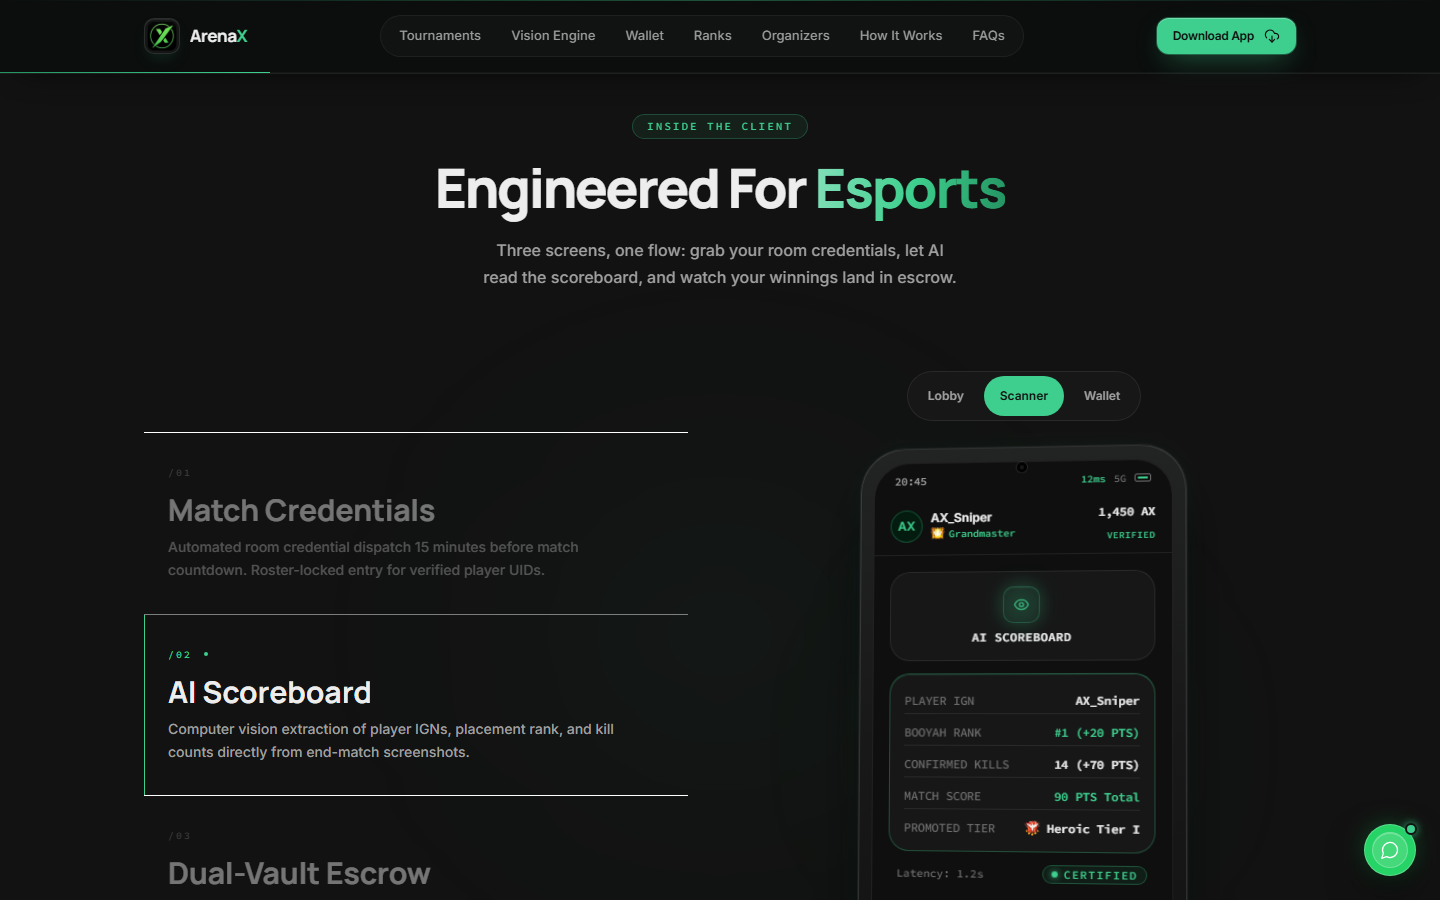 ArenaX
Tournaments
Vision Engine
Wallet
Ranks
Organizers
How It Works
FAQs
Download App
INSIDE THE CLIENT
Engineered For Esports
Three screens, one flow: grab your room credentials, let AI
read the scoreboard, and watch your winnings land in escrow.
Lobby
Scanner
Wallet
/01
Match Credentials
Automated room credential dispatch 15 minutes before match
countdown. Roster-locked entry for verified player UIDs.
/02
AI Scoreboard
Computer vision extraction of player IGNs, placement rank, and kill
counts directly from end-match screenshots.
/03
Dual-Vault Escrow
20:45
12ms 5G
AX
AX_Sniper
Grandmaster
1,450 AX
VERIFIED
AI SCOREBOARD
PLAYER IGN AX_Sniper
BOOYAH RANK #1 (+20 PTS)
CONFIRMED KILLS 14 (+70 PTS)
MATCH SCORE 90 PTS Total
PROMOTED TIER Heroic Tier I
Latency: 1.2s
CERTIFIED